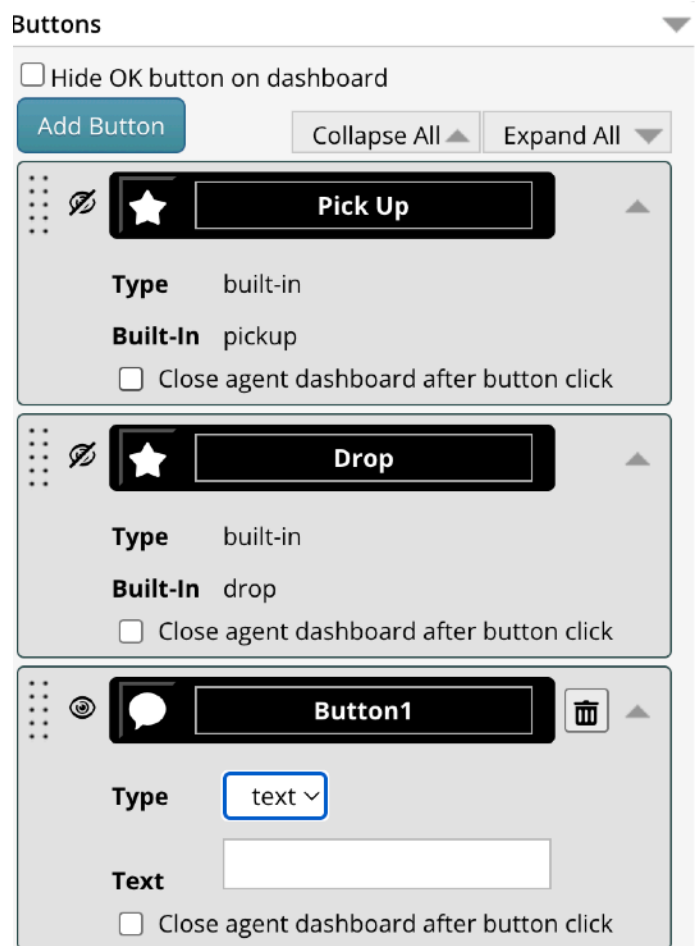 Buttons
Hide OK button on dashboard
Add Button
Collapse All
Expand All
Pick Up
Type built-in
Built-In pickup
Close agent dashboard after button click
Drop
Type built-in
Built-In drop
Close agent dashboard after button click
Button1
Type text
Text
Close agent dashboard after button click